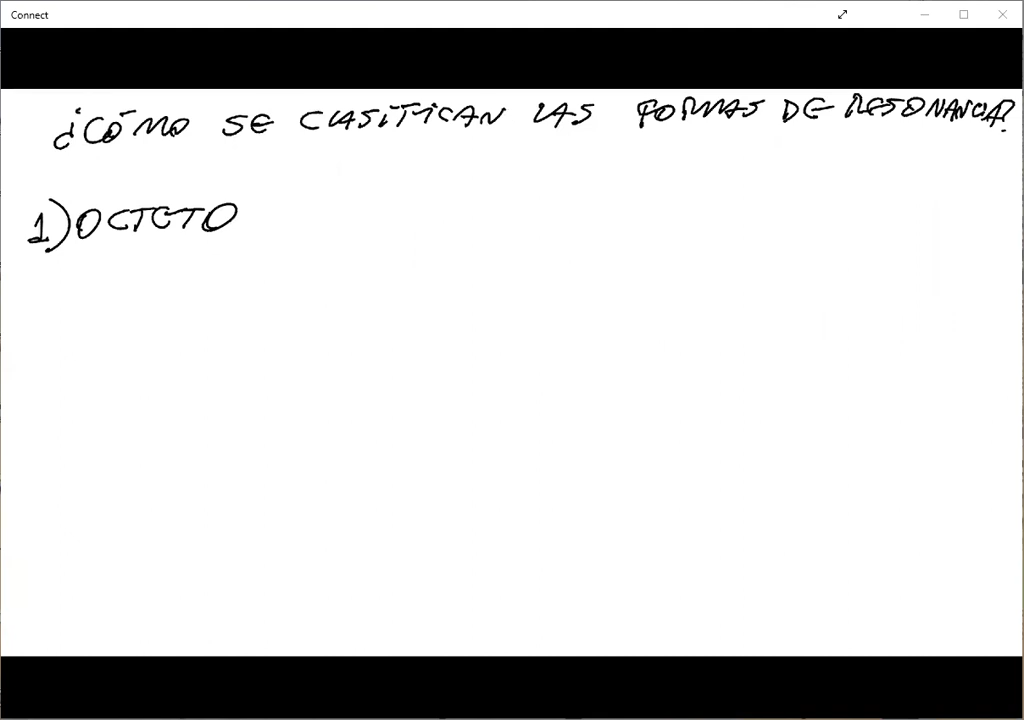 Connect
¿CÓMO SE CLASIFICAN LAS FORMAS DE RESONANCIA?
1) OCTETO